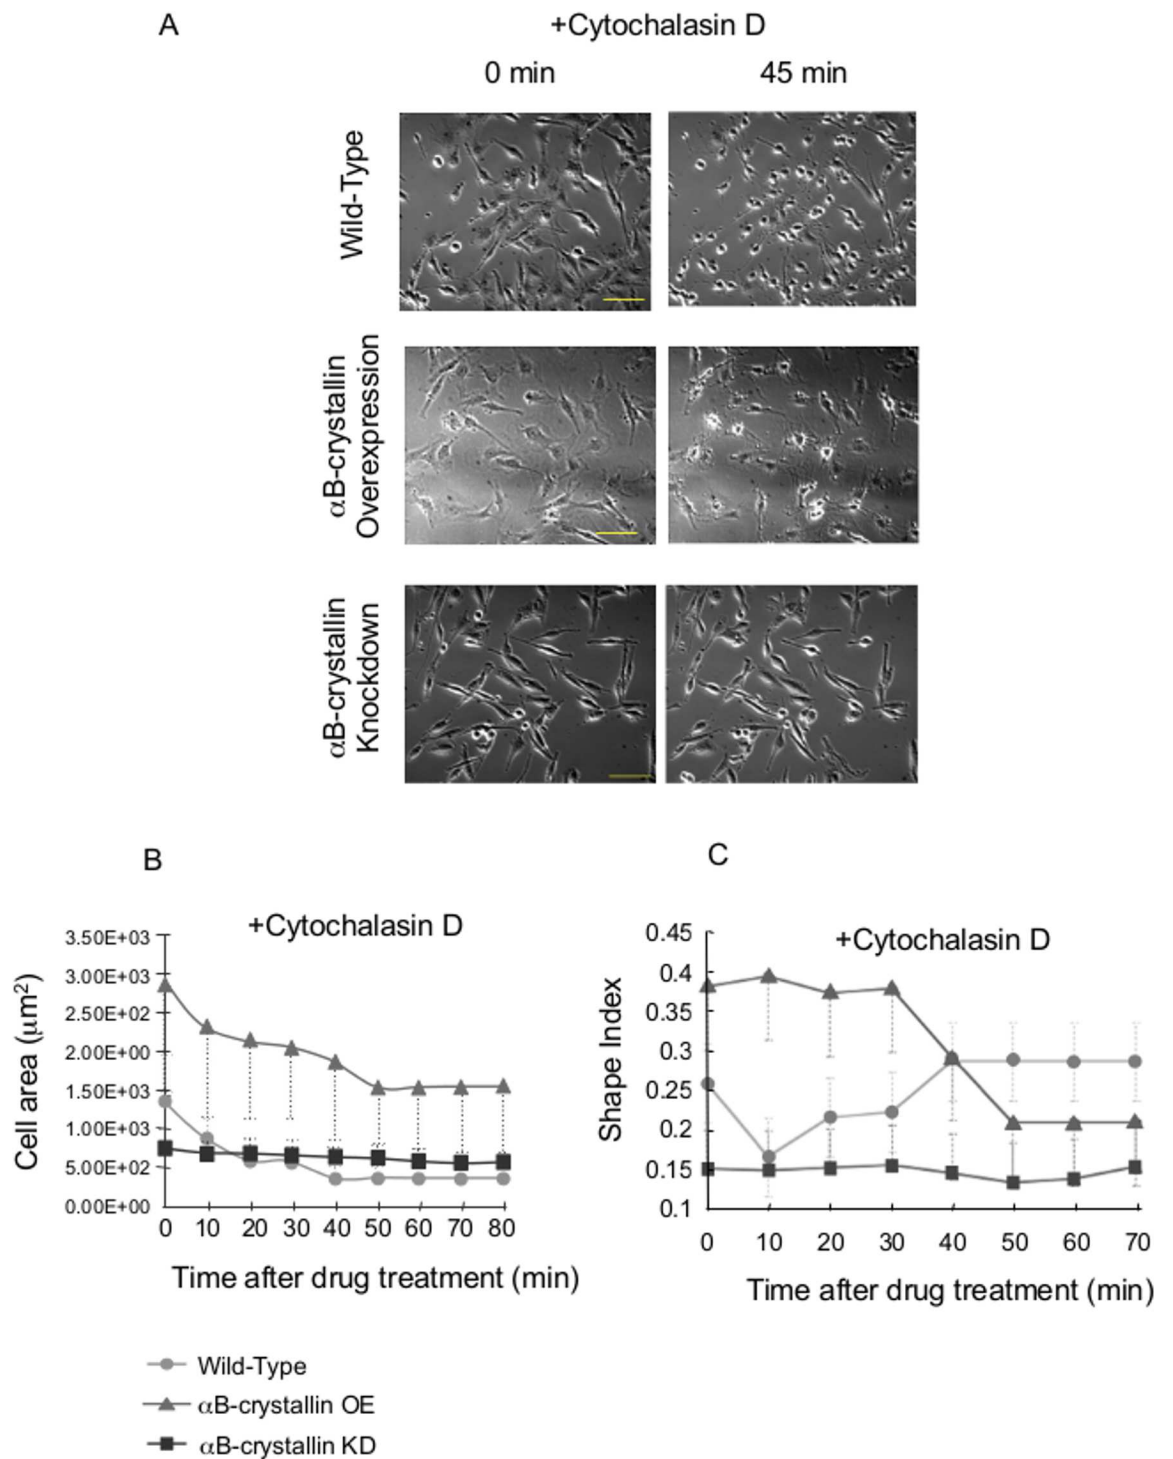 A
+Cytochalasin D
0 min
45 min
Wild-Type
αB-crystallin
Overexpression
αB-crystallin
Knockdown
B
+Cytochalasin D
Cell area (μm²)
3.50E+03
3.00E+03
2.50E+02
2.00E+00
1.50E+03
1.00E+03
5.00E+02
0.00E+00
0 10 20 30 40 50 60 70 80
Time after drug treatment (min)
C
+Cytochalasin D
Shape Index
0.45
0.4
0.35
0.3
0.25
0.2
0.15
0.1
0 10 20 30 40 50 60 70
Time after drug treatment (min)
Wild-Type
αB-crystallin OE
αB-crystallin KD